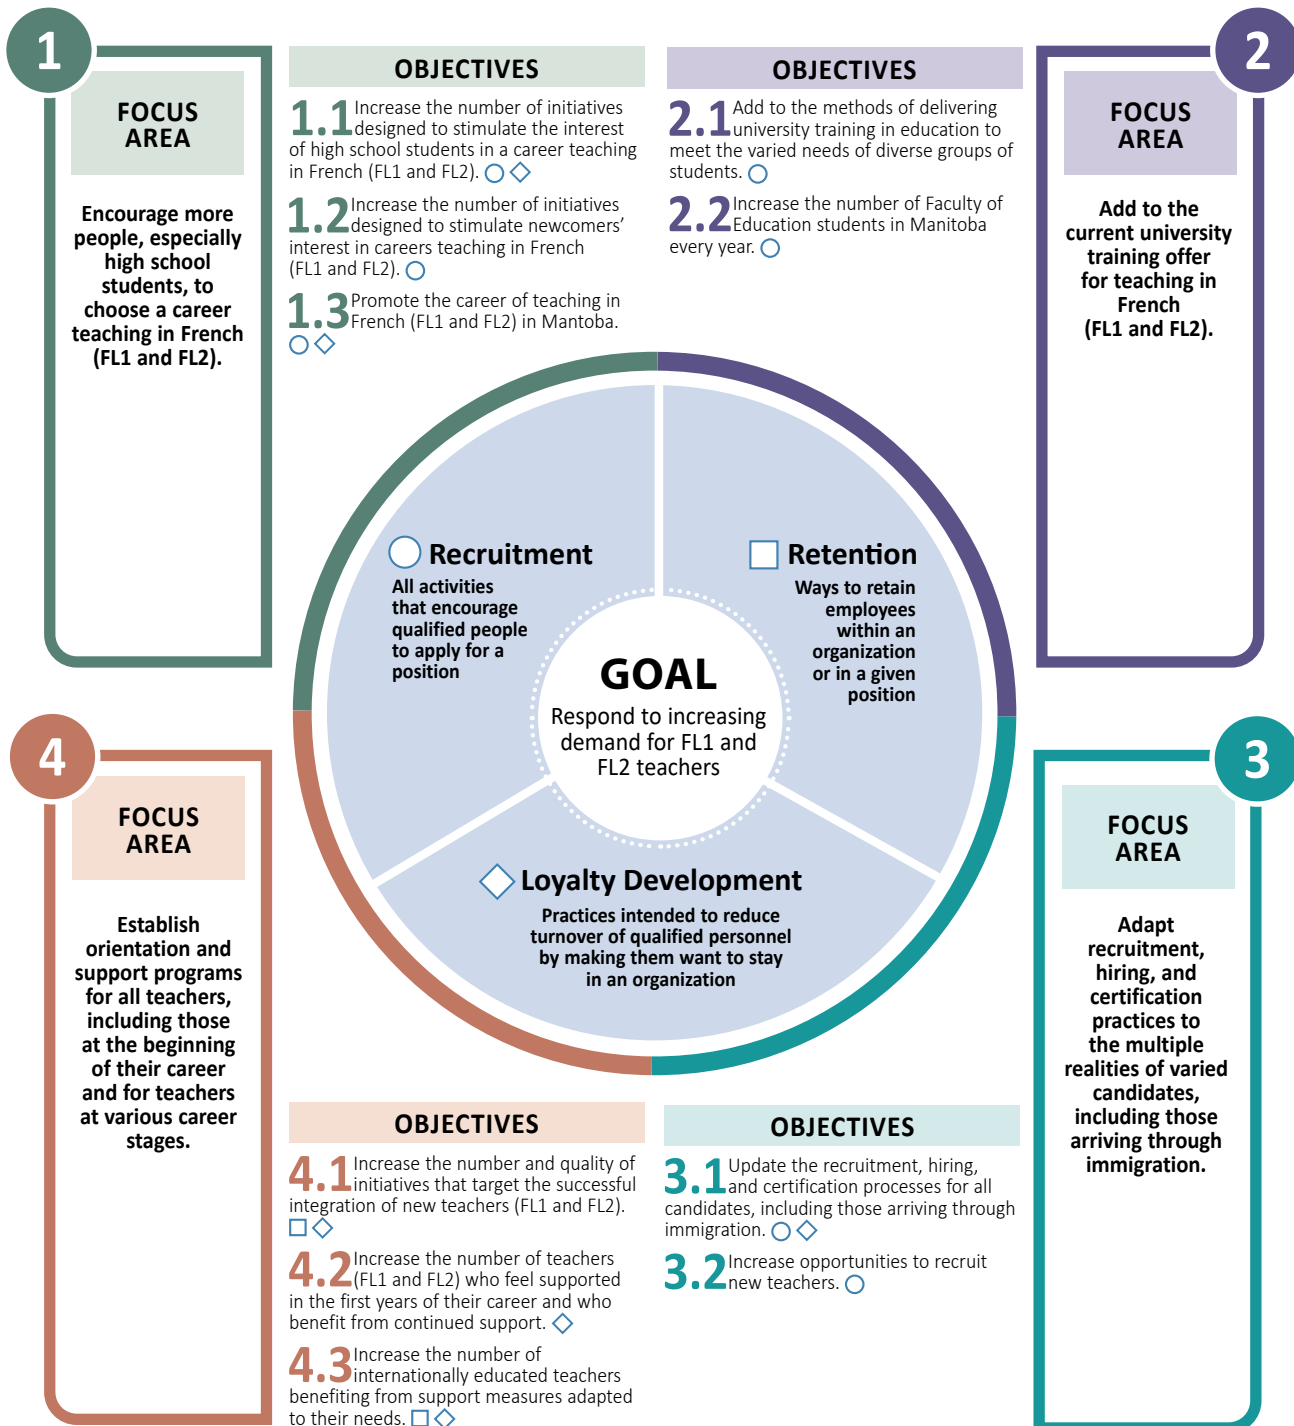 1
FOCUS
AREA
Encourage more
people, especially
high school
students, to
choose a career
teaching in French
(FL1 and FL2).
OBJECTIVES
1.1 Increase the number of initiatives
designed to stimulate the interest
of high school students in a career teaching
in French (FL1 and FL2).
1.2 Increase the number of initiatives
designed to stimulate newcomers’
interest in careers teaching in French
(FL1 and FL2).
1.3 Promote the career of teaching in
French (FL1 and FL2) in Mantoba.
OBJECTIVES
2.1 Add to the methods of delivering
university training in education to
meet the varied needs of diverse groups of
students.
2.2 Increase the number of Faculty of
Education students in Manitoba
every year.
2
FOCUS
AREA
Add to the
current university
training offer
for teaching in
French
(FL1 and FL2).
Recruitment
All activities
that encourage
qualified people
to apply for a
position
Retention
Ways to retain
employees
within an
organization
or in a given
position
GOAL
Respond to increasing
demand for FL1 and
FL2 teachers
Loyalty Development
Practices intended to reduce
turnover of qualified personnel
by making them want to stay
in an organization
4
FOCUS
AREA
Establish
orientation and
support programs
for all teachers,
including those
at the beginning
of their career
and for teachers
at various career
stages.
OBJECTIVES
4.1 Increase the number and quality of
initiatives that target the successful
integration of new teachers (FL1 and FL2).
4.2 Increase the number of teachers
(FL1 and FL2) who feel supported
in the first years of their career and who
benefit from continued support.
4.3 Increase the number of
internationally educated teachers
benefiting from support measures adapted
to their needs.
OBJECTIVES
3.1 Update the recruitment, hiring,
and certification processes for all
candidates, including those arriving through
immigration.
3.2 Increase opportunities to recruit
new teachers.
3
FOCUS
AREA
Adapt
recruitment,
hiring, and
certification
practices to
the multiple
realities of varied
candidates,
including those
arriving through
immigration.